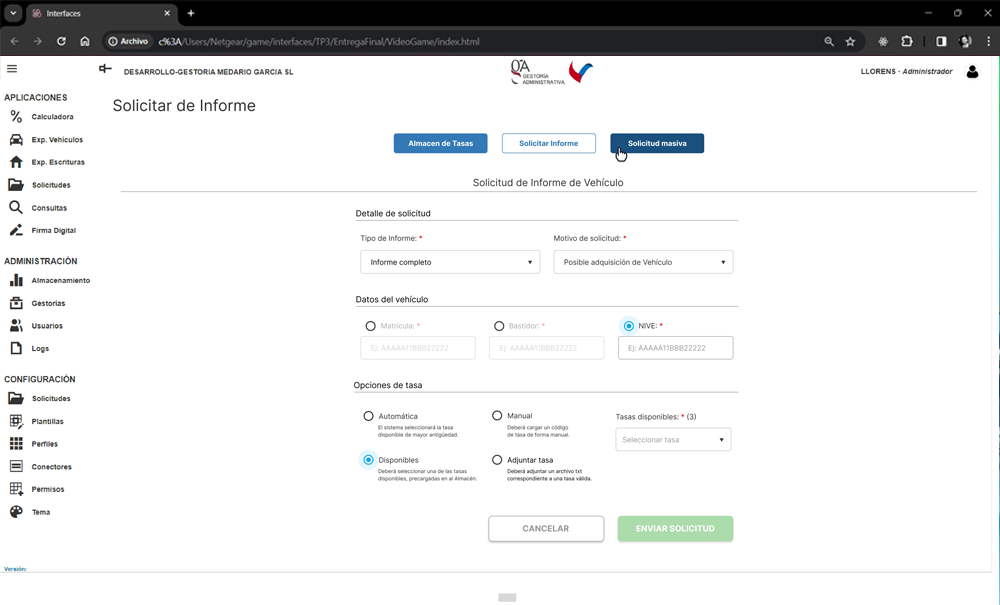 Interfaces
Archivo
c%3A/Users/Netgear/game/interfaces/TP3/EntregaFinal/VideoGame/index.html
DESARROLLO-GESTORIA MEDARIO GARCIA SL
GA
GESTORÍA
ADMINISTRATIVA
LLORENS - Administrador
APLICACIONES
Calculadora
Exp. Vehículos
Exp. Escrituras
Solicitudes
Consultas
Firma Digital
ADMINISTRACIÓN
Almacenamiento
Gestorias
Usuarios
Logs
CONFIGURACIÓN
Solicitudes
Plantillas
Perfiles
Conectores
Permisos
Tema
Versión:
Solicitar de Informe
Almacen de Tasas
Solicitar Informe
Solicitud masiva
Solicitud de Informe de Vehículo
Detalle de solicitud
Tipo de Informe: *
Motivo de solicitud: *
Informe completo
Posible adquisición de Vehículo
Datos del vehículo
Matrícula: *
Bastidor: *
NIVE: *
Ej: AAAAA11BBB22222
Ej: AAAAA11BBB22222
Ej: AAAAA11BBB22222
Opciones de tasa
Automática
El sistema seleccionará la tasa
disponible de mayor antigüedad.
Manual
Deberá cargar un código
de tasa de forma manual.
Tasas disponibles: * (3)
Seleccionar tasa
Disponibles
Deberá seleccionar una de las tasas
disponibles, precargadas en al Almacén.
Adjuntar tasa
Deberá adjuntar un archivo txt
correspondiente a una tasa válida.
CANCELAR
ENVIAR SOLICITUD